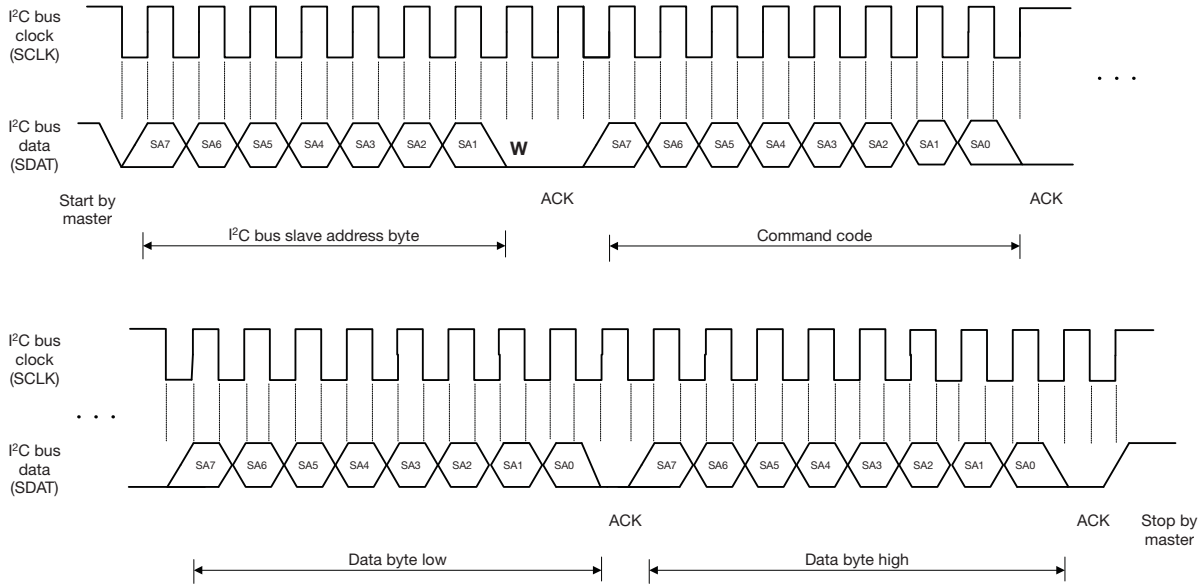 I²C bus
clock
(SCLK)
. . .
I²C bus
data
(SDAT)
SA7 SA6 SA5 SA4 SA3 SA2 SA1 W SA7 SA6 SA5 SA4 SA3 SA2 SA1 SA0
Start by
master
ACK
ACK
I²C bus slave address byte
Command code
I²C bus
clock
(SCLK)
. . .
I²C bus
data
(SDAT)
SA7 SA6 SA5 SA4 SA3 SA2 SA1 SA0 SA7 SA6 SA5 SA4 SA3 SA2 SA1 SA0
ACK
ACK
Stop by
master
Data byte low
Data byte high